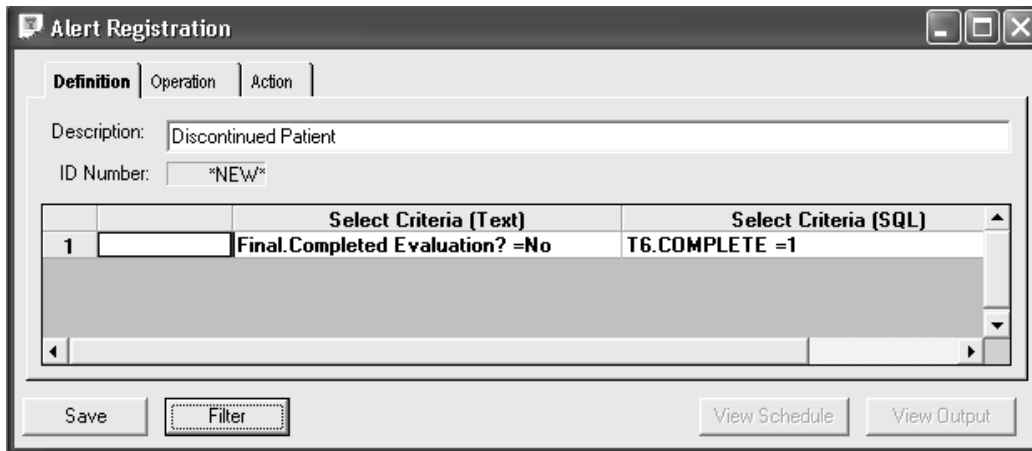 Alert Registration
Definition Operation Action
Description: Discontinued Patient
ID Number: *NEW*
Select Criteria (Text) Select Criteria (SQL)
1 Final.Completed Evaluation? =No T6.COMPLETE =1
Save Filter View Schedule View Output